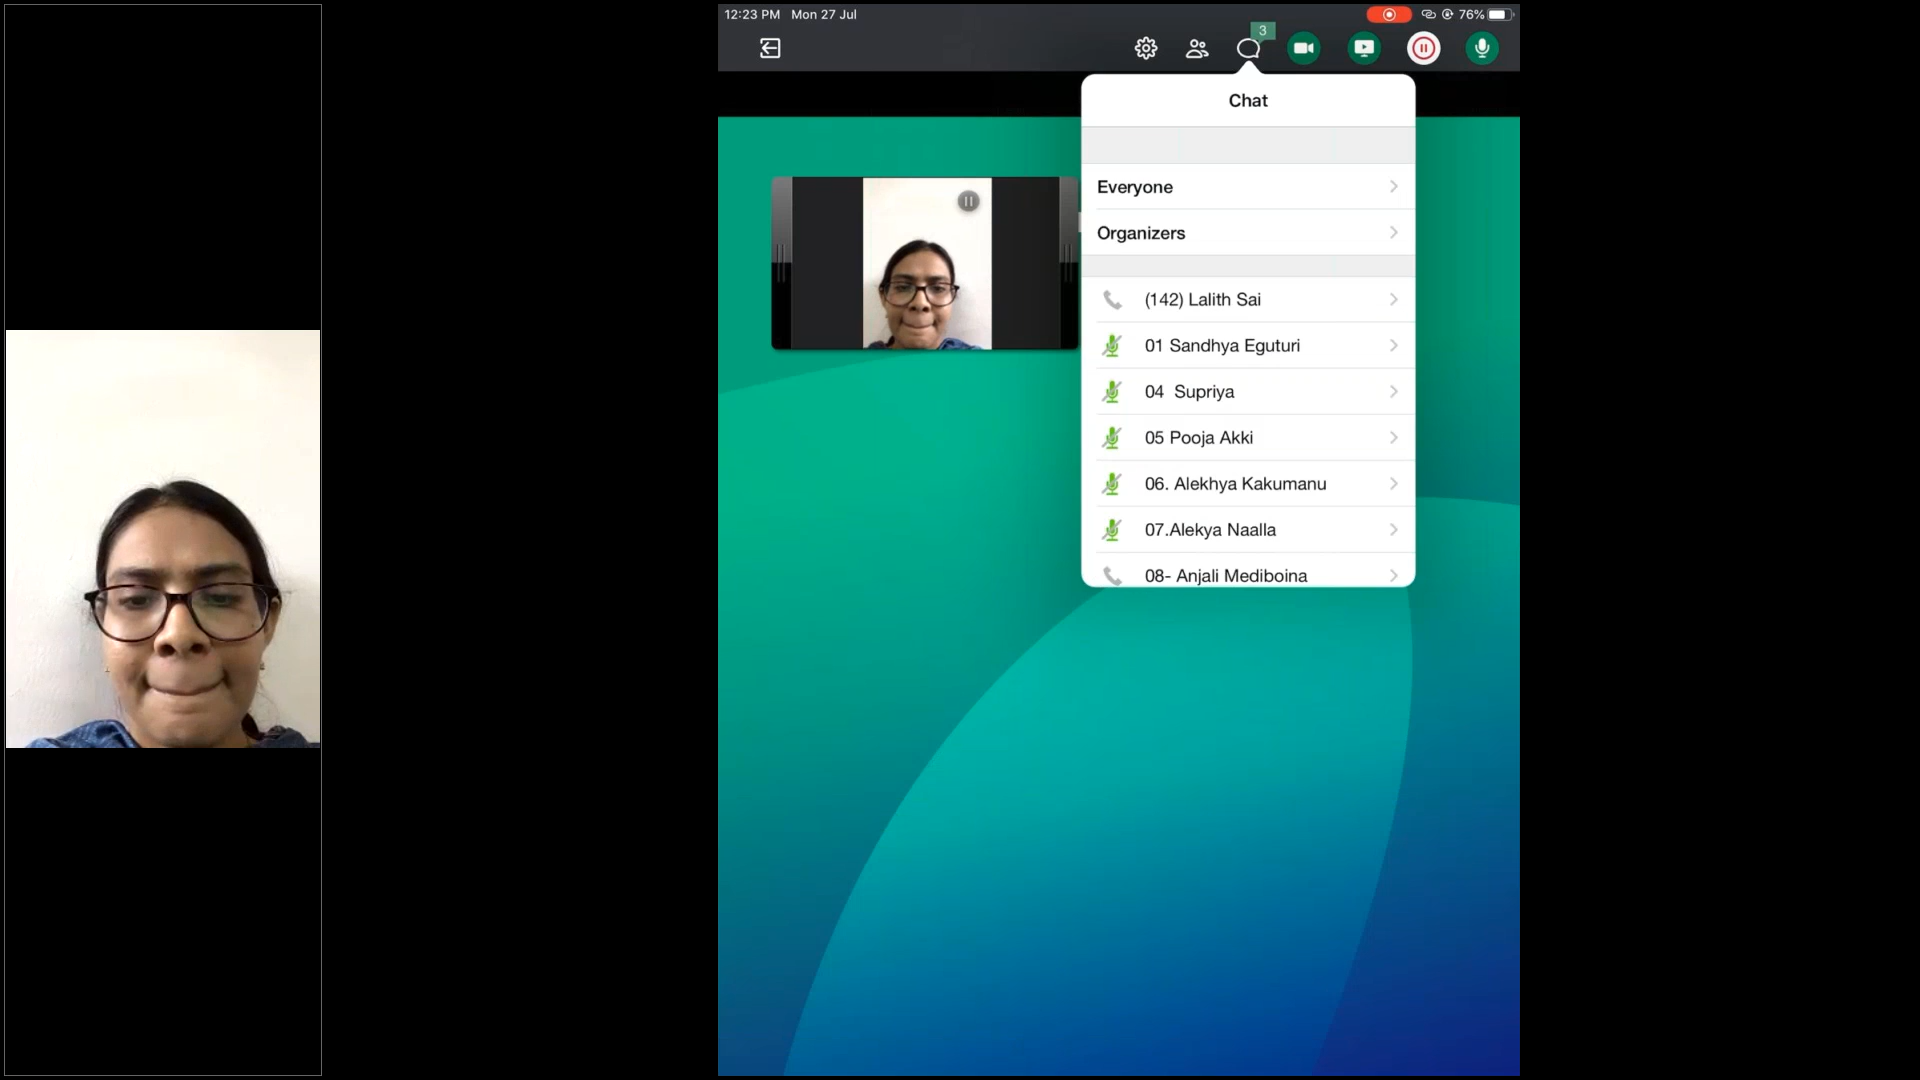 12:23 PM Mon 27 Jul
76%
3
Chat
Everyone
Organizers
(142) Lalith Sai
01 Sandhya Eguturi
04 Supriya
05 Pooja Akki
06. Alekhya Kakumanu
07.Alekya Naalla
08- Anjali Mediboina